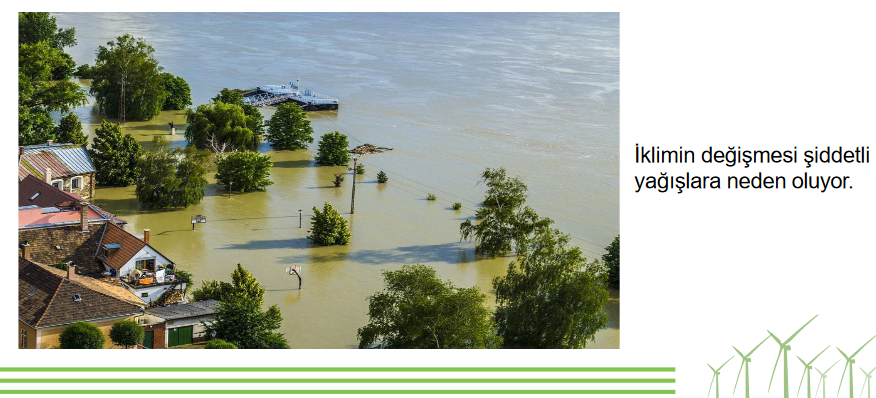 İklimin değişmesi şiddetli
yağışlara neden oluyor.